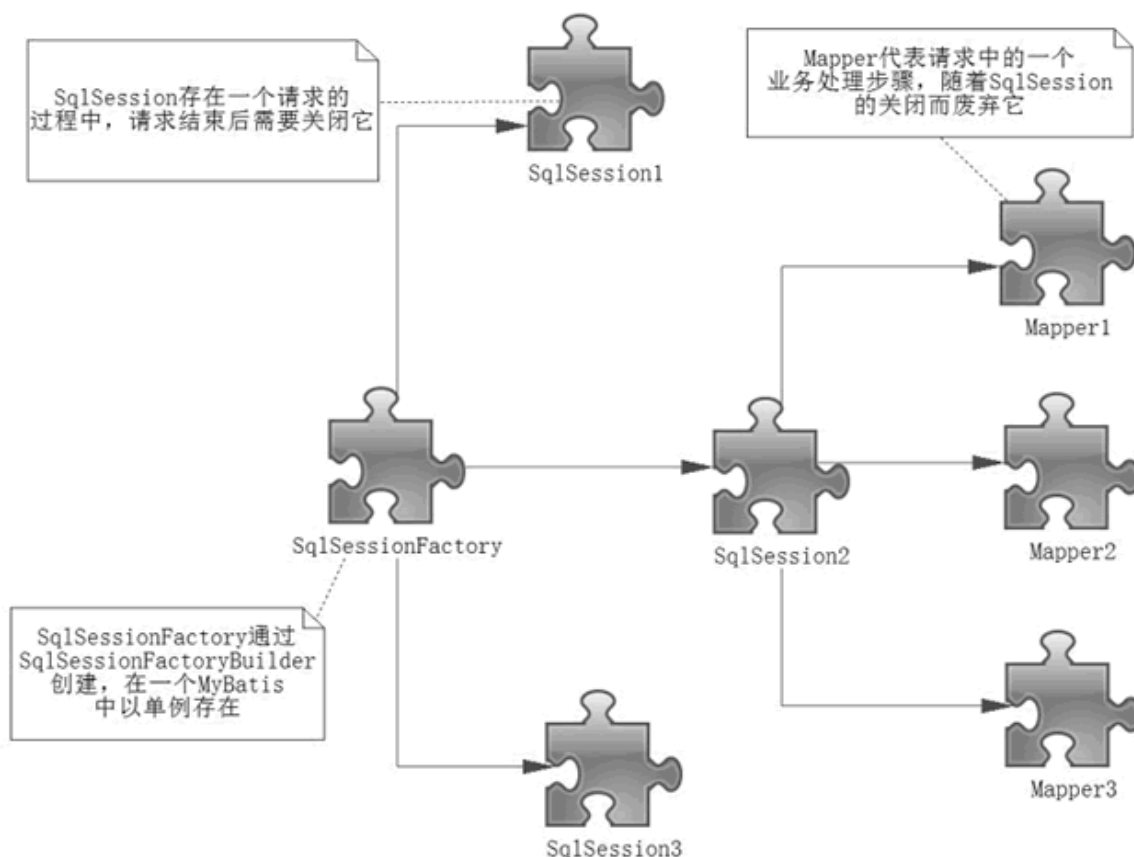 SqlSession存在一个请求的
过程中，请求结束后需要关闭它
SqlSession1
Mapper代表请求中的一个
业务处理步骤，随着SqlSession
的关闭而废弃它
Mapper1
SqlSessionFactory
SqlSession2
Mapper2
SqlSessionFactory通过
SqlSessionFactoryBuilder
创建，在一个MyBatis
中以单例存在
SqlSession3
Mapper3